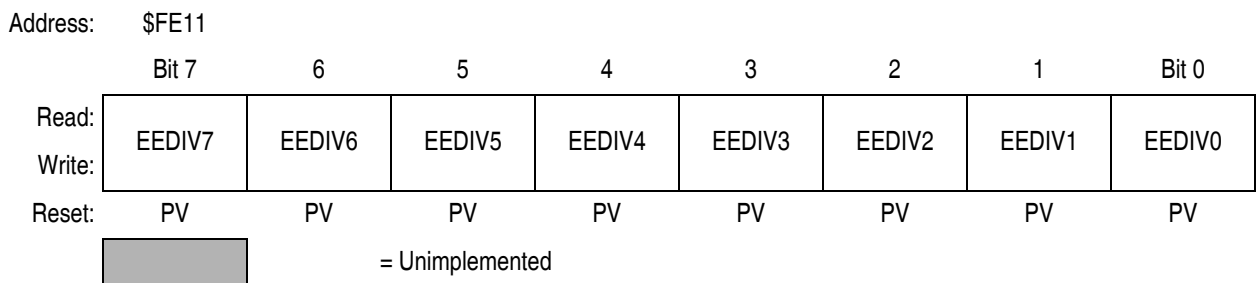 Address: $FE11
Bit 7 6 5 4 3 2 1 Bit 0
Read:
EEDIV7 EEDIV6 EEDIV5 EEDIV4 EEDIV3 EEDIV2 EEDIV1 EEDIV0
Write:
Reset: PV PV PV PV PV PV PV PV
= Unimplemented